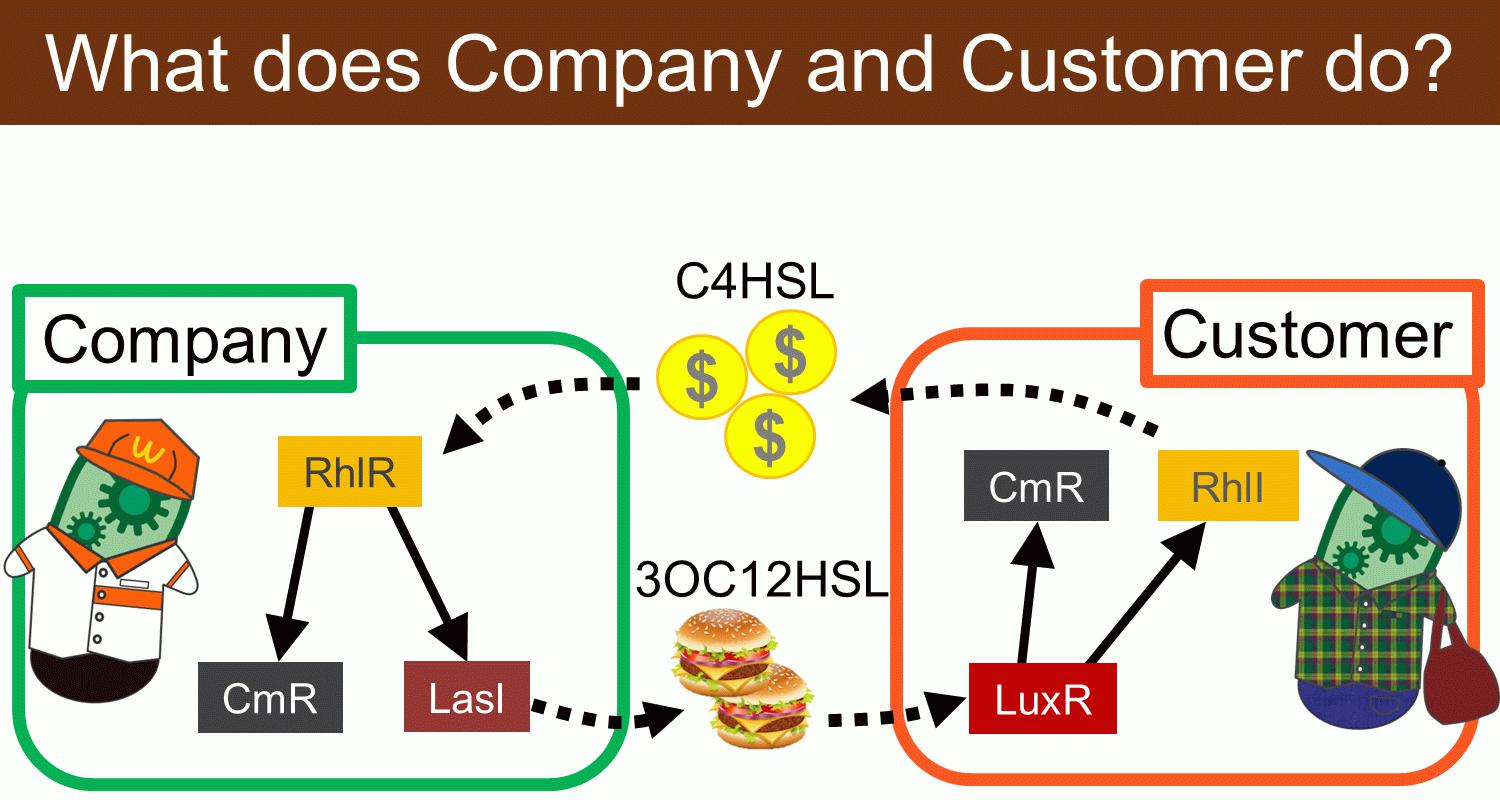 What does Company and Customer do?
C4HSL
Company
Customer
$ $
$
W
RhlR
CmR
RhlI
3OC12HSL
CmR
LasI
LuxR